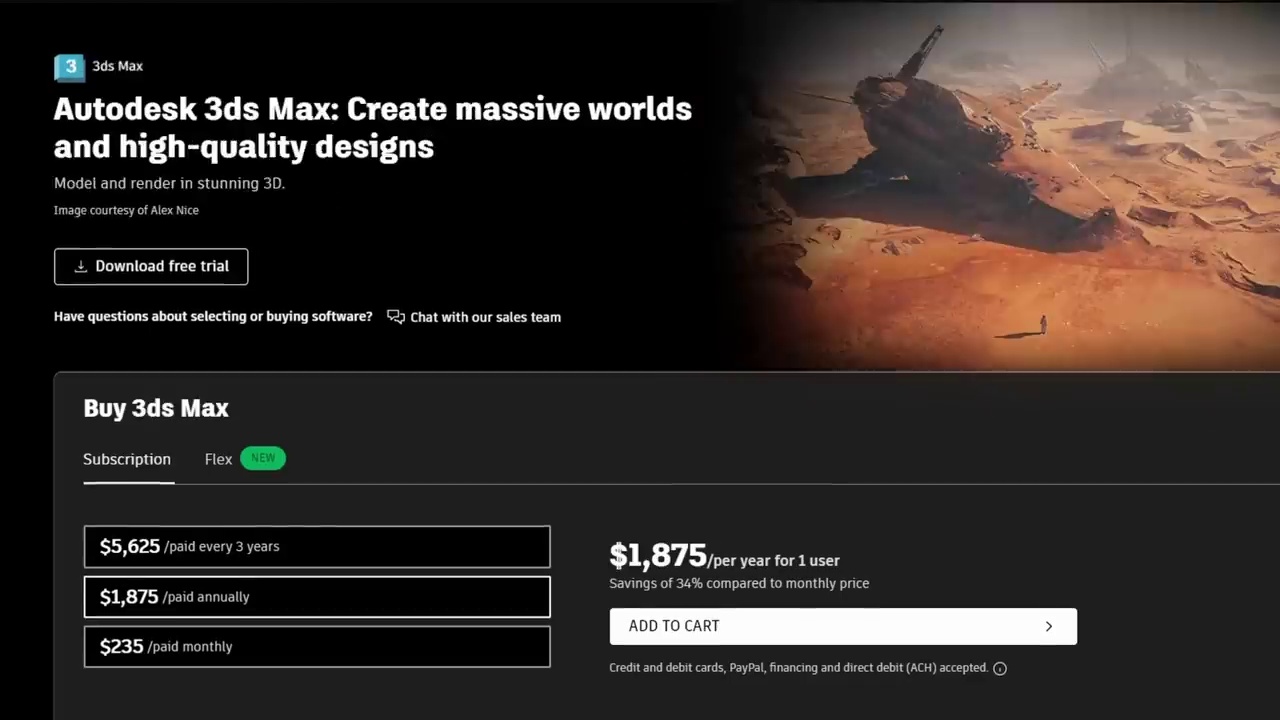 3 3ds Max
Autodesk 3ds Max: Create massive worlds
and high-quality designs
Model and render in stunning 3D.
Image courtesy of Alex Nice
Download free trial
Have questions about selecting or buying software? Chat with our sales team
Buy 3ds Max
Subscription Flex NEW
$5,625 /paid every 3 years
$1,875 /paid annually
$235 /paid monthly
$1,875/per year for 1 user
Savings of 34% compared to monthly price
ADD TO CART
Credit and debit cards, PayPal, financing and direct debit (ACH) accepted.